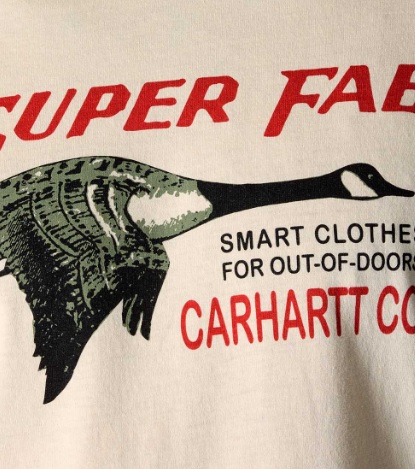 SUPER FAB
SMART CLOTHES
FOR OUT-OF-DOORS
CARHARTT CO